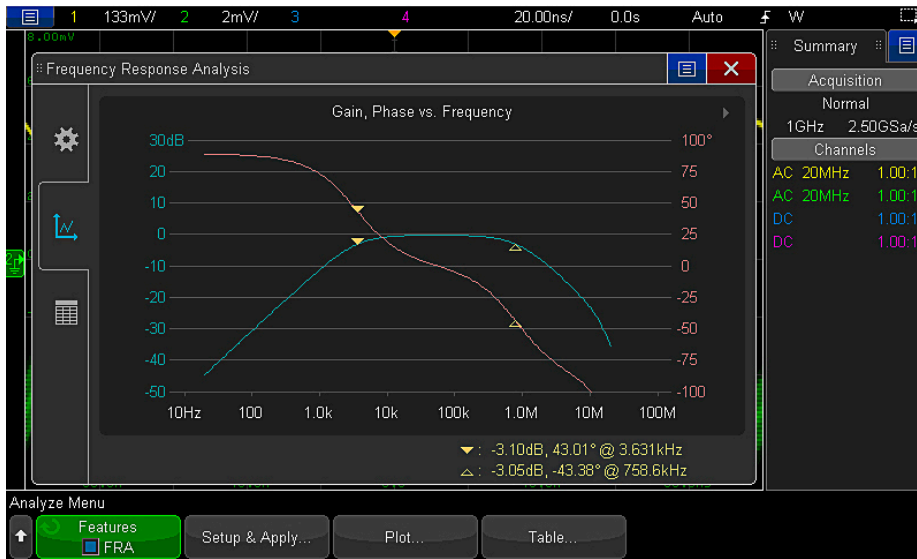 1 133mV/ 2 2mV/ 3 4 20.00ns/ 0.0s Auto W
8.00mV
Summary
Frequency Response Analysis
Acquisition
Normal
1GHz 2.50GSa/s
Channels
AC 20MHz 1.00:1
AC 20MHz 1.00:1
DC 1.00:1
DC 1.00:1
Gain, Phase vs. Frequency
30dB 100°
20 75
10 50
0 25
-10 0
-20 -25
-30 -50
-40 -75
-50 -100
10Hz 100 1.0k 10k 100k 1.0M 10M 100M
: -3.10dB, 43.01° @ 3.631kHz
: -3.05dB, -43.38° @ 758.6kHz
2
Analyze Menu
Features
FRA
Setup & Apply...
Plot...
Table...